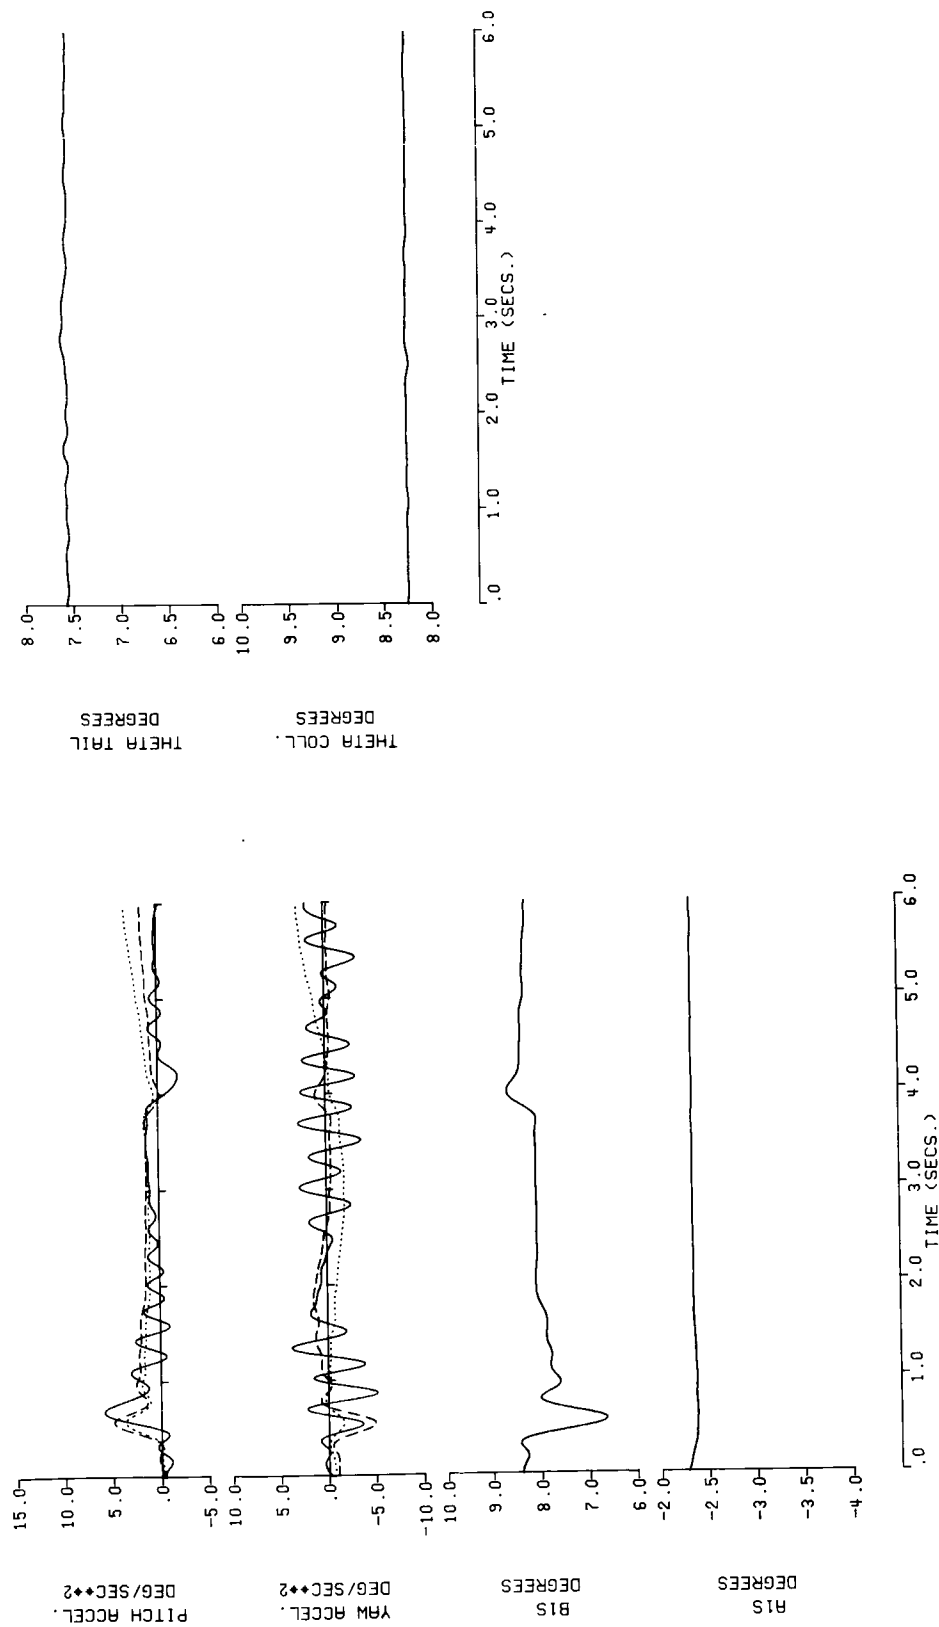 8.0
7.5
7.0
6.5
6.0
THETA TAIL
DEGREES
10.0
9.5
9.0
8.5
8.0
THETA COLL.
DEGREES
.0 1.0 2.0 3.0 4.0 5.0 6.0
TIME (SECS.)
15.0
10.0
5.0
.0
-5.0
PITCH ACCEL.
DEG/SEC**2
10.0
5.0
.0
-5.0
-10.0
YAW ACCEL.
DEG/SEC**2
10.0
9.0
8.0
7.0
6.0
B1S
DEGREES
-2.0
-2.5
-3.0
-3.5
-4.0
A1S
DEGREES
.0 1.0 2.0 3.0 4.0 5.0 6.0
TIME (SECS.)